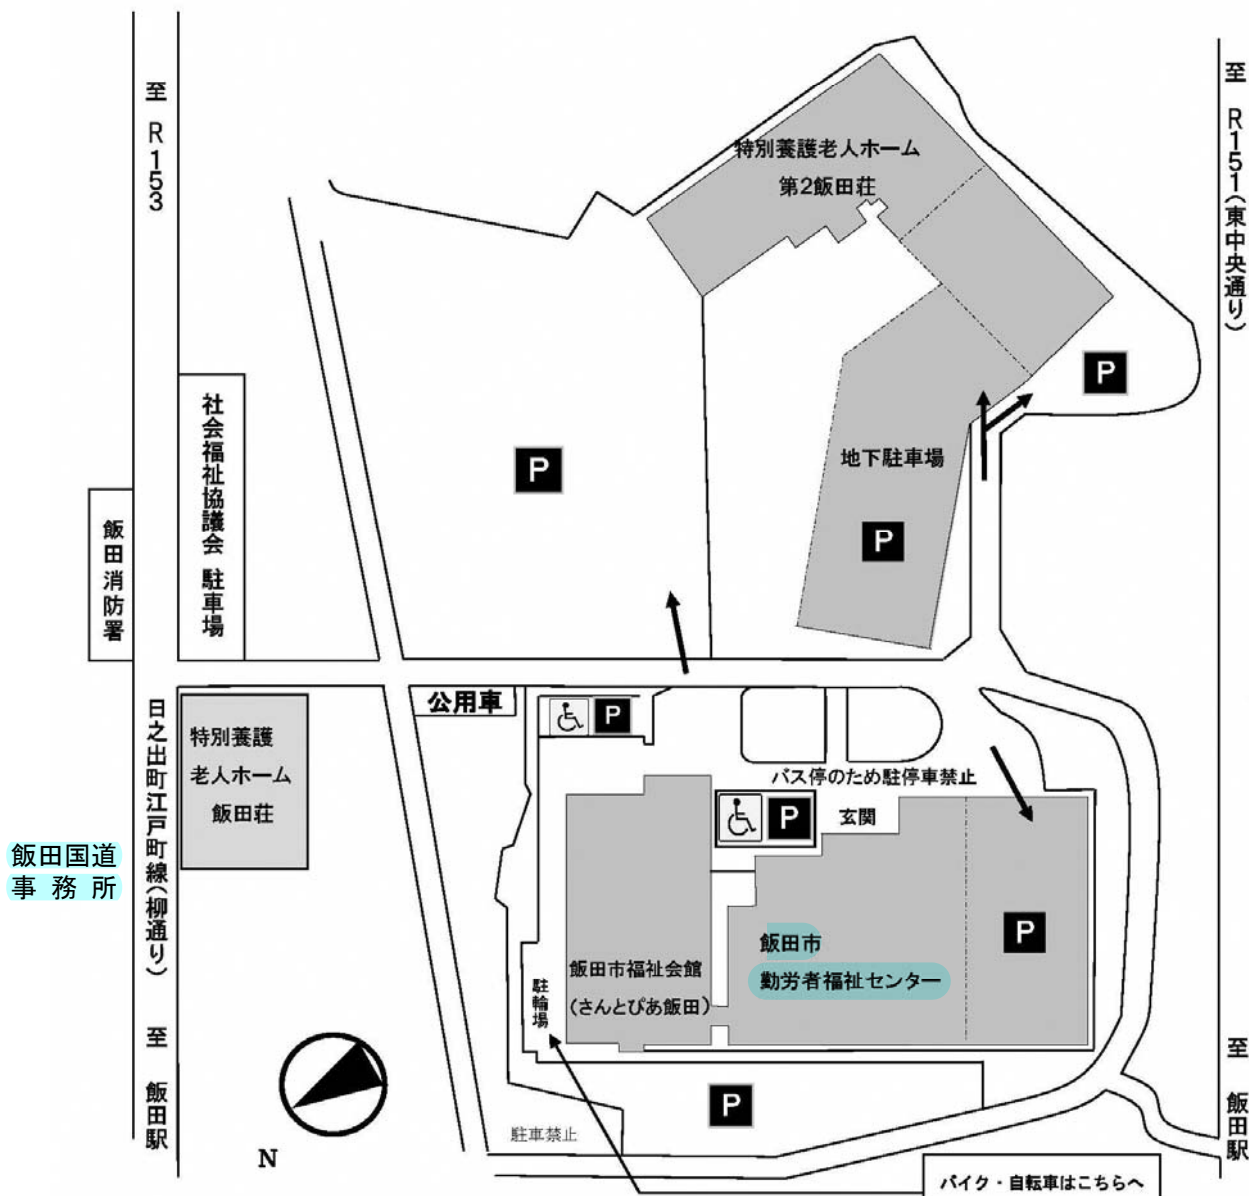 至 R153
至 R151(東中央通り)
特別養護老人ホーム
第2飯田荘
P
社会福祉協議会 駐車場
P
地下駐車場
飯田消防署
P
公用車
P
日之出町江戸町線(柳通り)
特別養護
老人ホーム
飯田荘
バス停のため駐停車禁止
P
玄関
飯田国道
事務所
P
飯田市
勤労者福祉センター
飯田市福祉会館
(さんとぴあ飯田)
駐輪場
至 飯田駅
至 飯田駅
P
駐車禁止
N
バイク・自転車はこちらへ